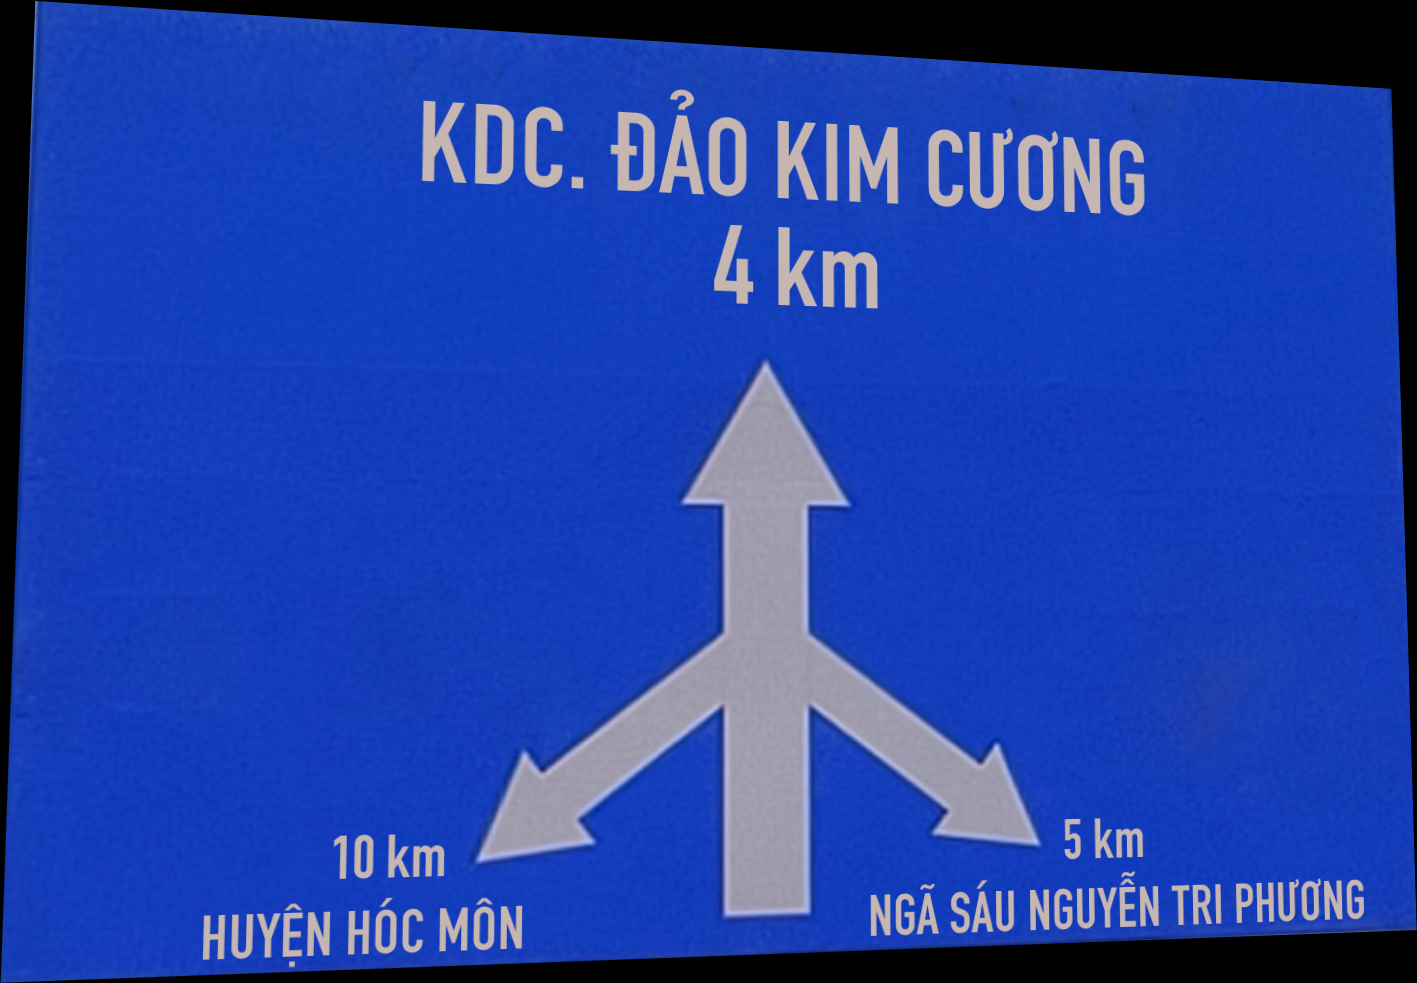 KDC. ĐẢO KIM CƯƠNG
4 km
10 km
HUYỆN HÓC MÔN
5 km
NGÃ SÁU NGUYỄN TRI PHƯƠNG